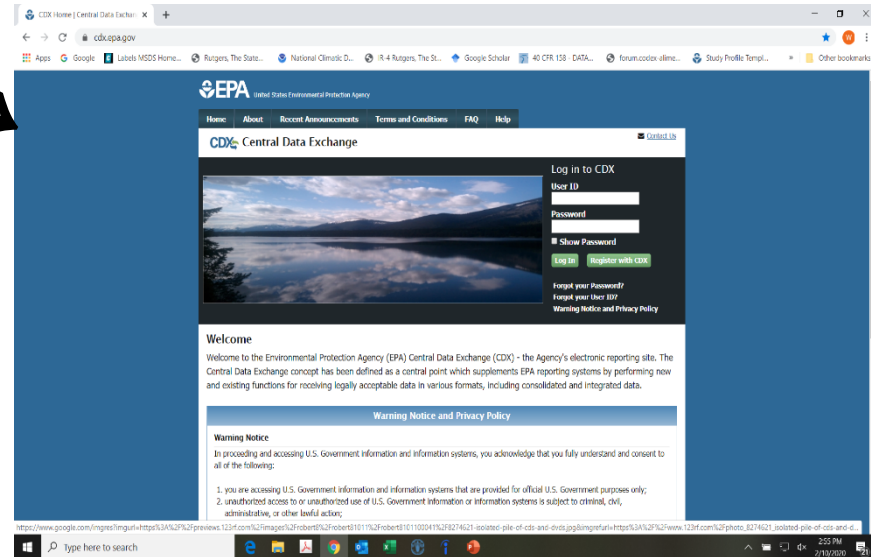 CDX Home | Central Data Exchan
cdx.epa.gov
Apps Google Labels MSDS Home... Rutgers, The State... National Climatic D... IR-4 Rutgers, The St... Google Scholar 40 CFR 158 - DATA... forum.codex-alime... Study Profile Templ... » Other bookmarks
EPA United States Environmental Protection Agency
Home About Recent Announcements Terms and Conditions FAQ Help
CDX Central Data Exchange
Contact Us
Log in to CDX
User ID
Password
Show Password
Log In Register with CDX
Forgot your Password?
Forgot your User ID?
Warning Notice and Privacy Policy
Welcome
Welcome to the Environmental Protection Agency (EPA) Central Data Exchange (CDX) - the Agency's electronic reporting site. The
Central Data Exchange concept has been defined as a central point which supplements EPA reporting systems by performing new
and existing functions for receiving legally acceptable data in various formats, including consolidated and integrated data.
Warning Notice and Privacy Policy
Warning Notice
In proceeding and accessing U.S. Government information and information systems, you acknowledge that you fully understand and consent to
all of the following:
1. you are accessing U.S. Government information and information systems that are provided for official U.S. Government purposes only;
2. unauthorized access to or unauthorized use of U.S. Government information or information systems is subject to criminal, civil,
administrative, or other lawful action;
Type here to search
2:55 PM
2/10/2020